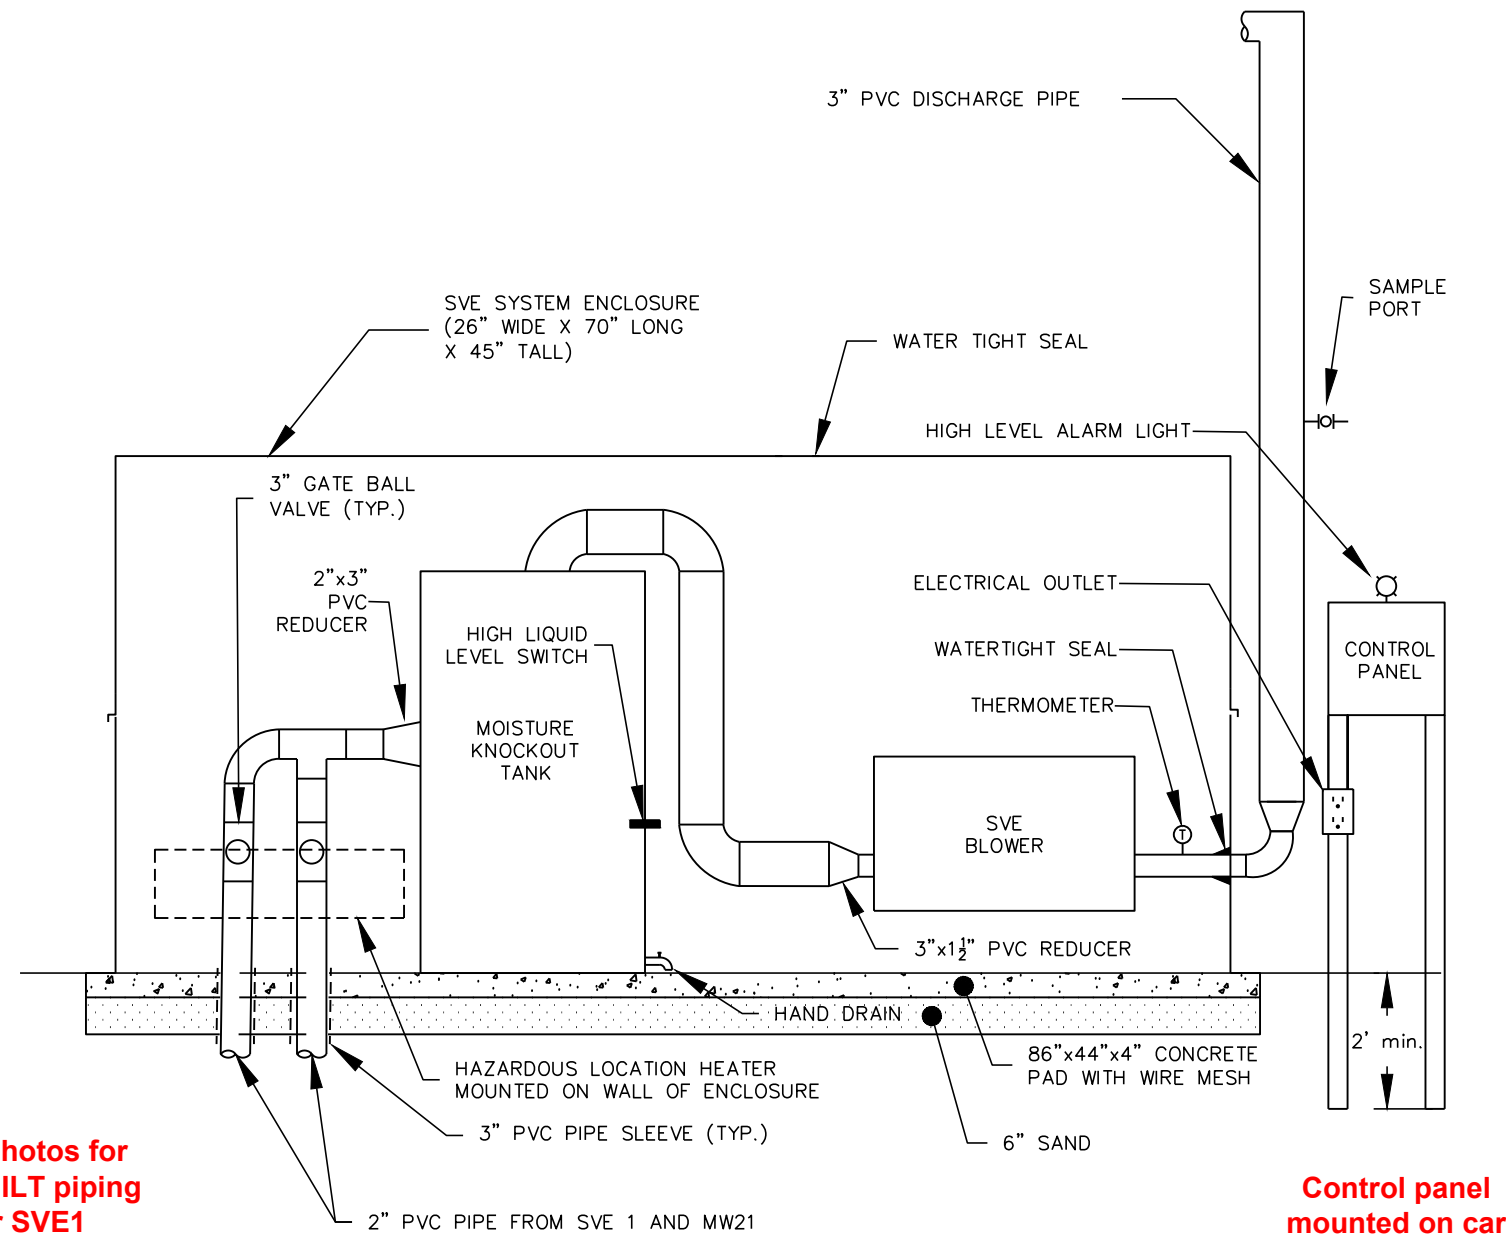 3” PVC DISCHARGE PIPE
SAMPLE
PORT
SVE SYSTEM ENCLOSURE
(26” WIDE X 70” LONG
X 45” TALL)
WATER TIGHT SEAL
HIGH LEVEL ALARM LIGHT
3” GATE BALL
VALVE (TYP.)
2”x3”
PVC
REDUCER
ELECTRICAL OUTLET
HIGH LIQUID
LEVEL SWITCH
WATERTIGHT SEAL
CONTROL
PANEL
THERMOMETER
MOISTURE
KNOCKOUT
TANK
SVE
BLOWER
T
3”x1½” PVC REDUCER
HAND DRAIN
2’ min.
86”x44”x4” CONCRETE
PAD WITH WIRE MESH
HAZARDOUS LOCATION HEATER
MOUNTED ON WALL OF ENCLOSURE
3” PVC PIPE SLEEVE (TYP.)
6” SAND
hotos for
ILT piping
r SVE1
2” PVC PIPE FROM SVE 1 AND MW21
Control panel
mounted on car